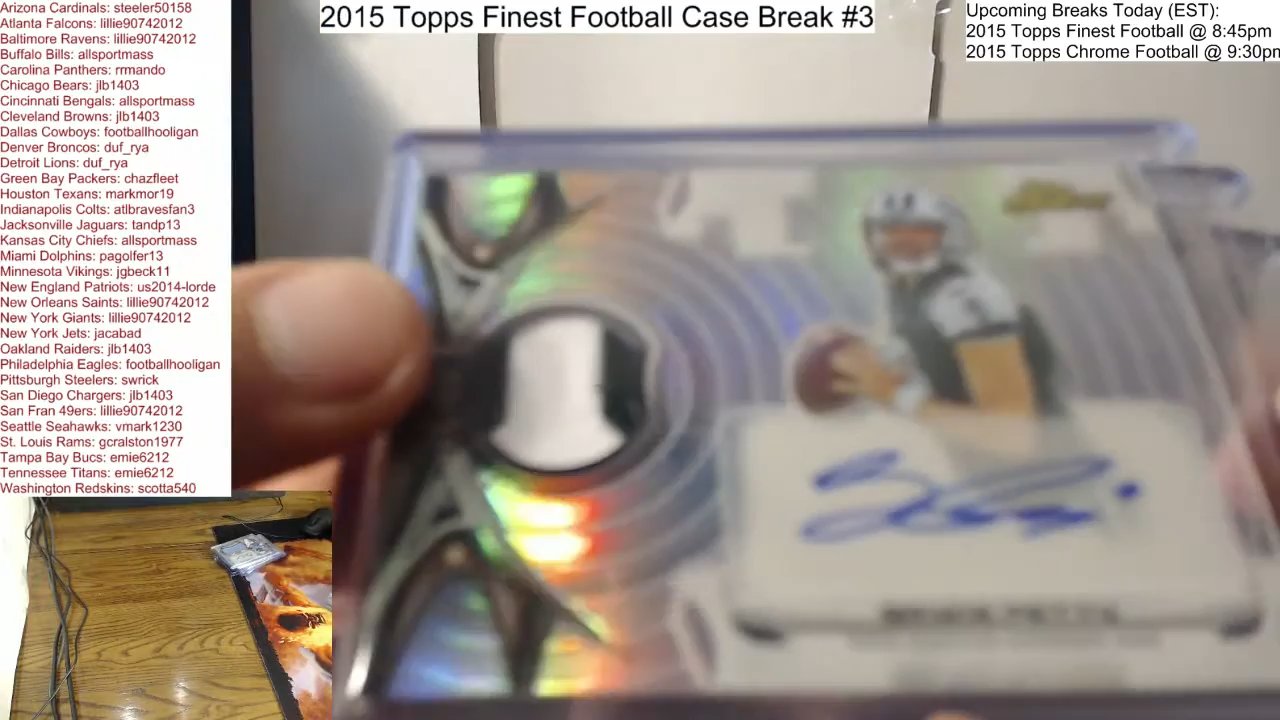 Arizona Cardinals: steeler50158
Atlanta Falcons: lillie90742012
Baltimore Ravens: lillie90742012
Buffalo Bills: allsportmass
Carolina Panthers: rrmando
Chicago Bears: jlb1403
Cincinnati Bengals: allsportmass
Cleveland Browns: jlb1403
Dallas Cowboys: footballhooligan
Denver Broncos: duf_rya
Detroit Lions: duf_rya
Green Bay Packers: chazfleet
Houston Texans: markmor19
Indianapolis Colts: atlbravesfan3
Jacksonville Jaguars: tandp13
Kansas City Chiefs: allsportmass
Miami Dolphins: pagolfer13
Minnesota Vikings: jgbeck11
New England Patriots: us2014-lorde
New Orleans Saints: lillie90742012
New York Giants: lillie90742012
New York Jets: jacabad
Oakland Raiders: jlb1403
Philadelphia Eagles: footballhooligan
Pittsburgh Steelers: swrick
San Diego Chargers: jlb1403
San Fran 49ers: lillie90742012
Seattle Seahawks: vmark1230
St. Louis Rams: gcralston1977
Tampa Bay Bucs: emie6212
Tennessee Titans: emie6212
Washington Redskins: scotta540
2015 Topps Finest Football Case Break #3
Upcoming Breaks Today (EST):
2015 Topps Finest Football @ 8:45pm
2015 Topps Chrome Football @ 9:30pm